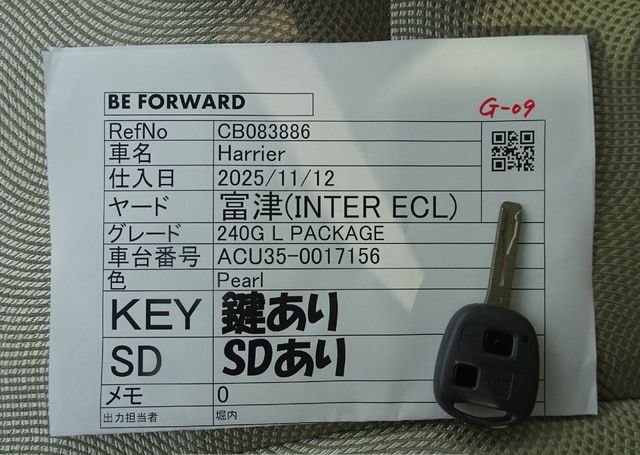 BE FORWARD
G-09
RefNo CB083886
車名 Harrier
仕入日 2025/11/12
ヤード 富津(INTER ECL)
グレード 240G L PACKAGE
車台番号 ACU35-0017156
色 Pearl
KEY 鍵あり
SD SDあり
メモ 0
出力担当者 堀内